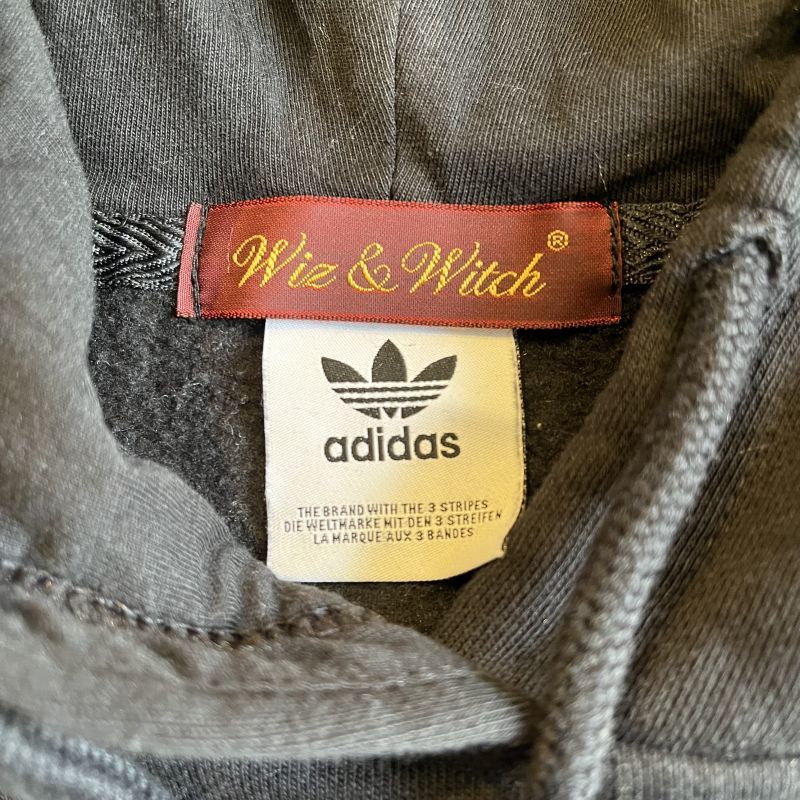 Wiz & Witch®
adidas
THE BRAND WITH THE 3 STRIPES
DIE WELTMARKE MIT DEN 3 STREIFEN
LA MARQUE AUX 3 BANDES